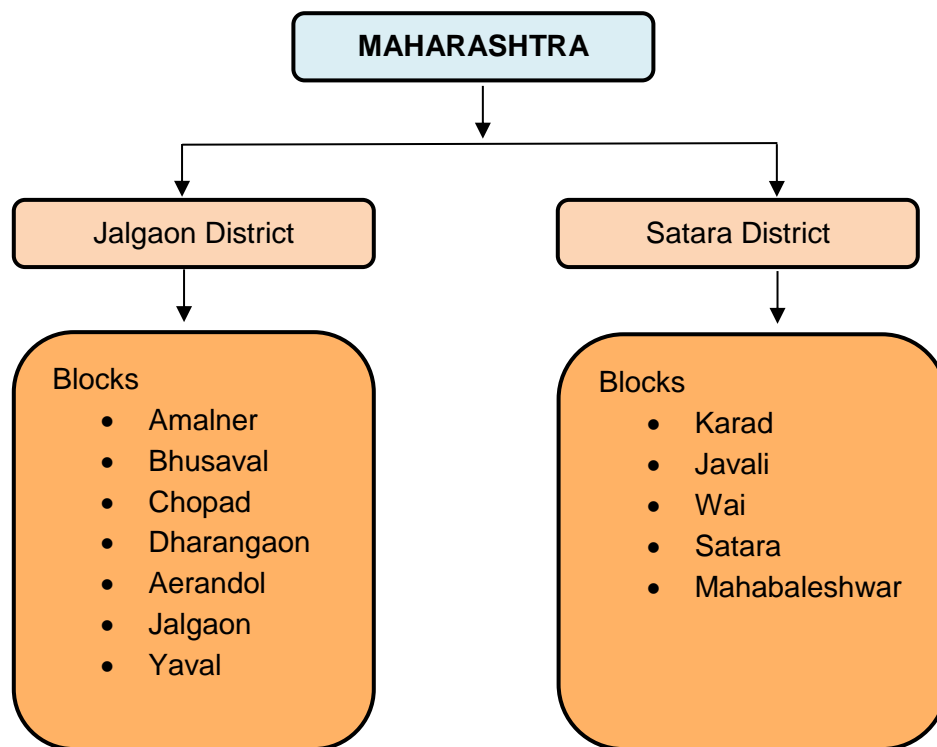 MAHARASHTRA
Jalgaon District
Satara District
Blocks
• Amalner
• Bhusaval
• Chopad
• Dharangaon
• Aerandol
• Jalgaon
• Yaval
Blocks
• Karad
• Javali
• Wai
• Satara
• Mahabaleshwar